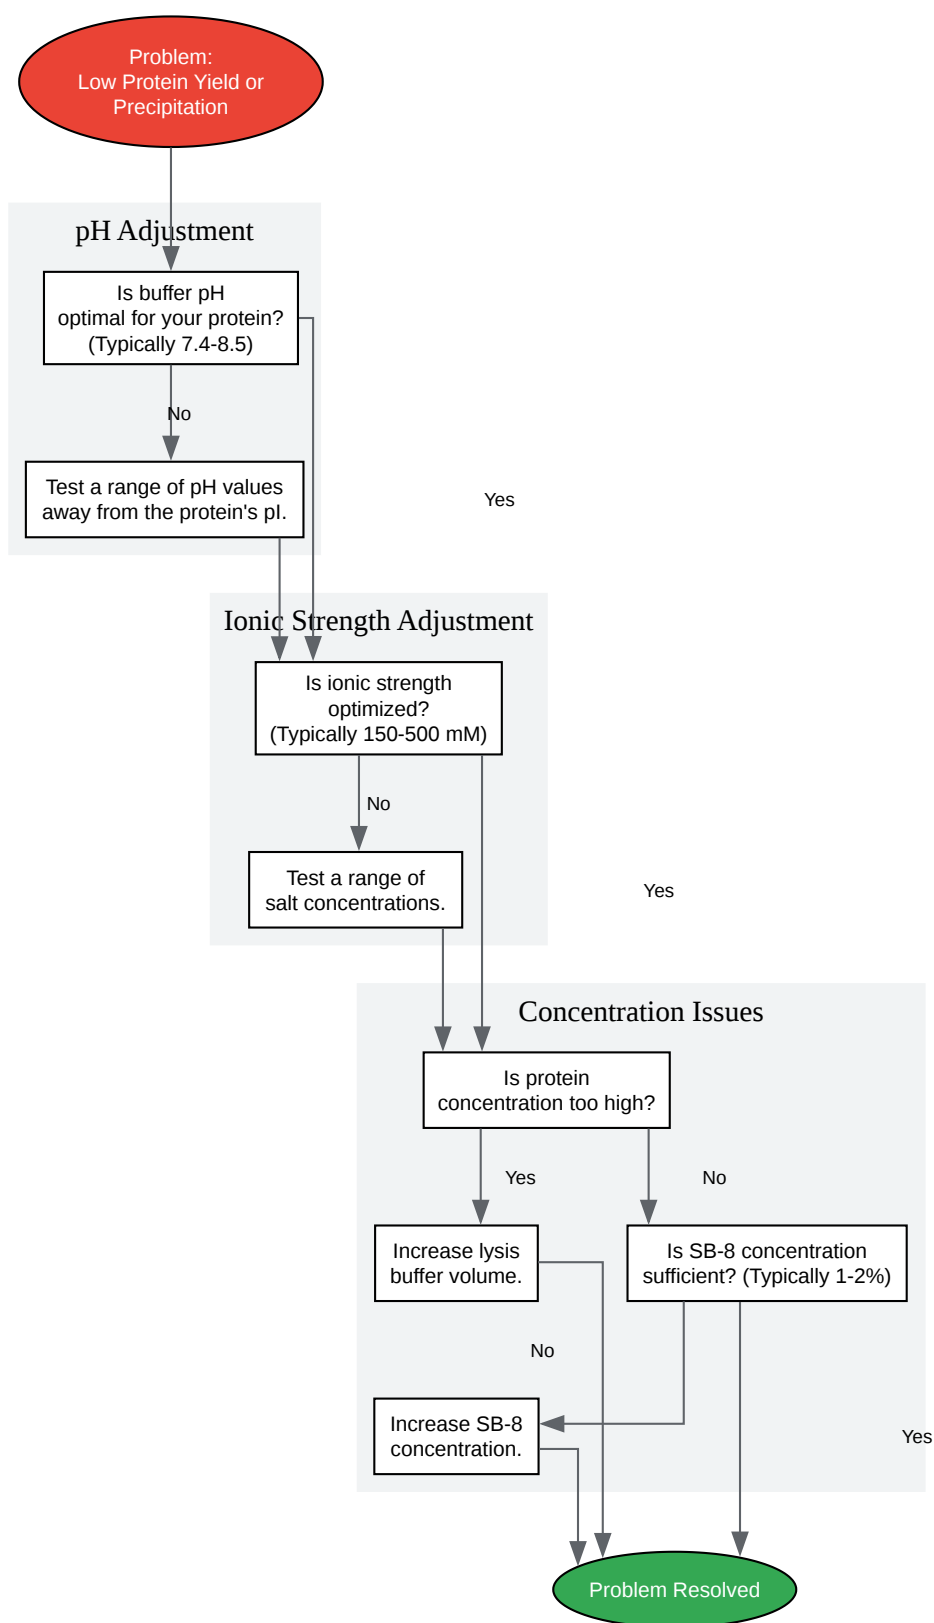 Problem:
Low Protein Yield or
Precipitation
pH Adjustment
Is buffer pH
optimal for your protein?
(Typically 7.4-8.5)
No
Test a range of pH values
away from the protein's pI.
Yes
Ionic Strength Adjustment
Is ionic strength
optimized?
(Typically 150-500 mM)
No
Test a range of
salt concentrations.
Yes
Concentration Issues
Is protein
concentration too high?
Yes
No
Increase lysis
buffer volume.
Is SB-8 concentration
sufficient? (Typically 1-2%)
No
Increase SB-8
concentration.
Yes
Problem Resolved